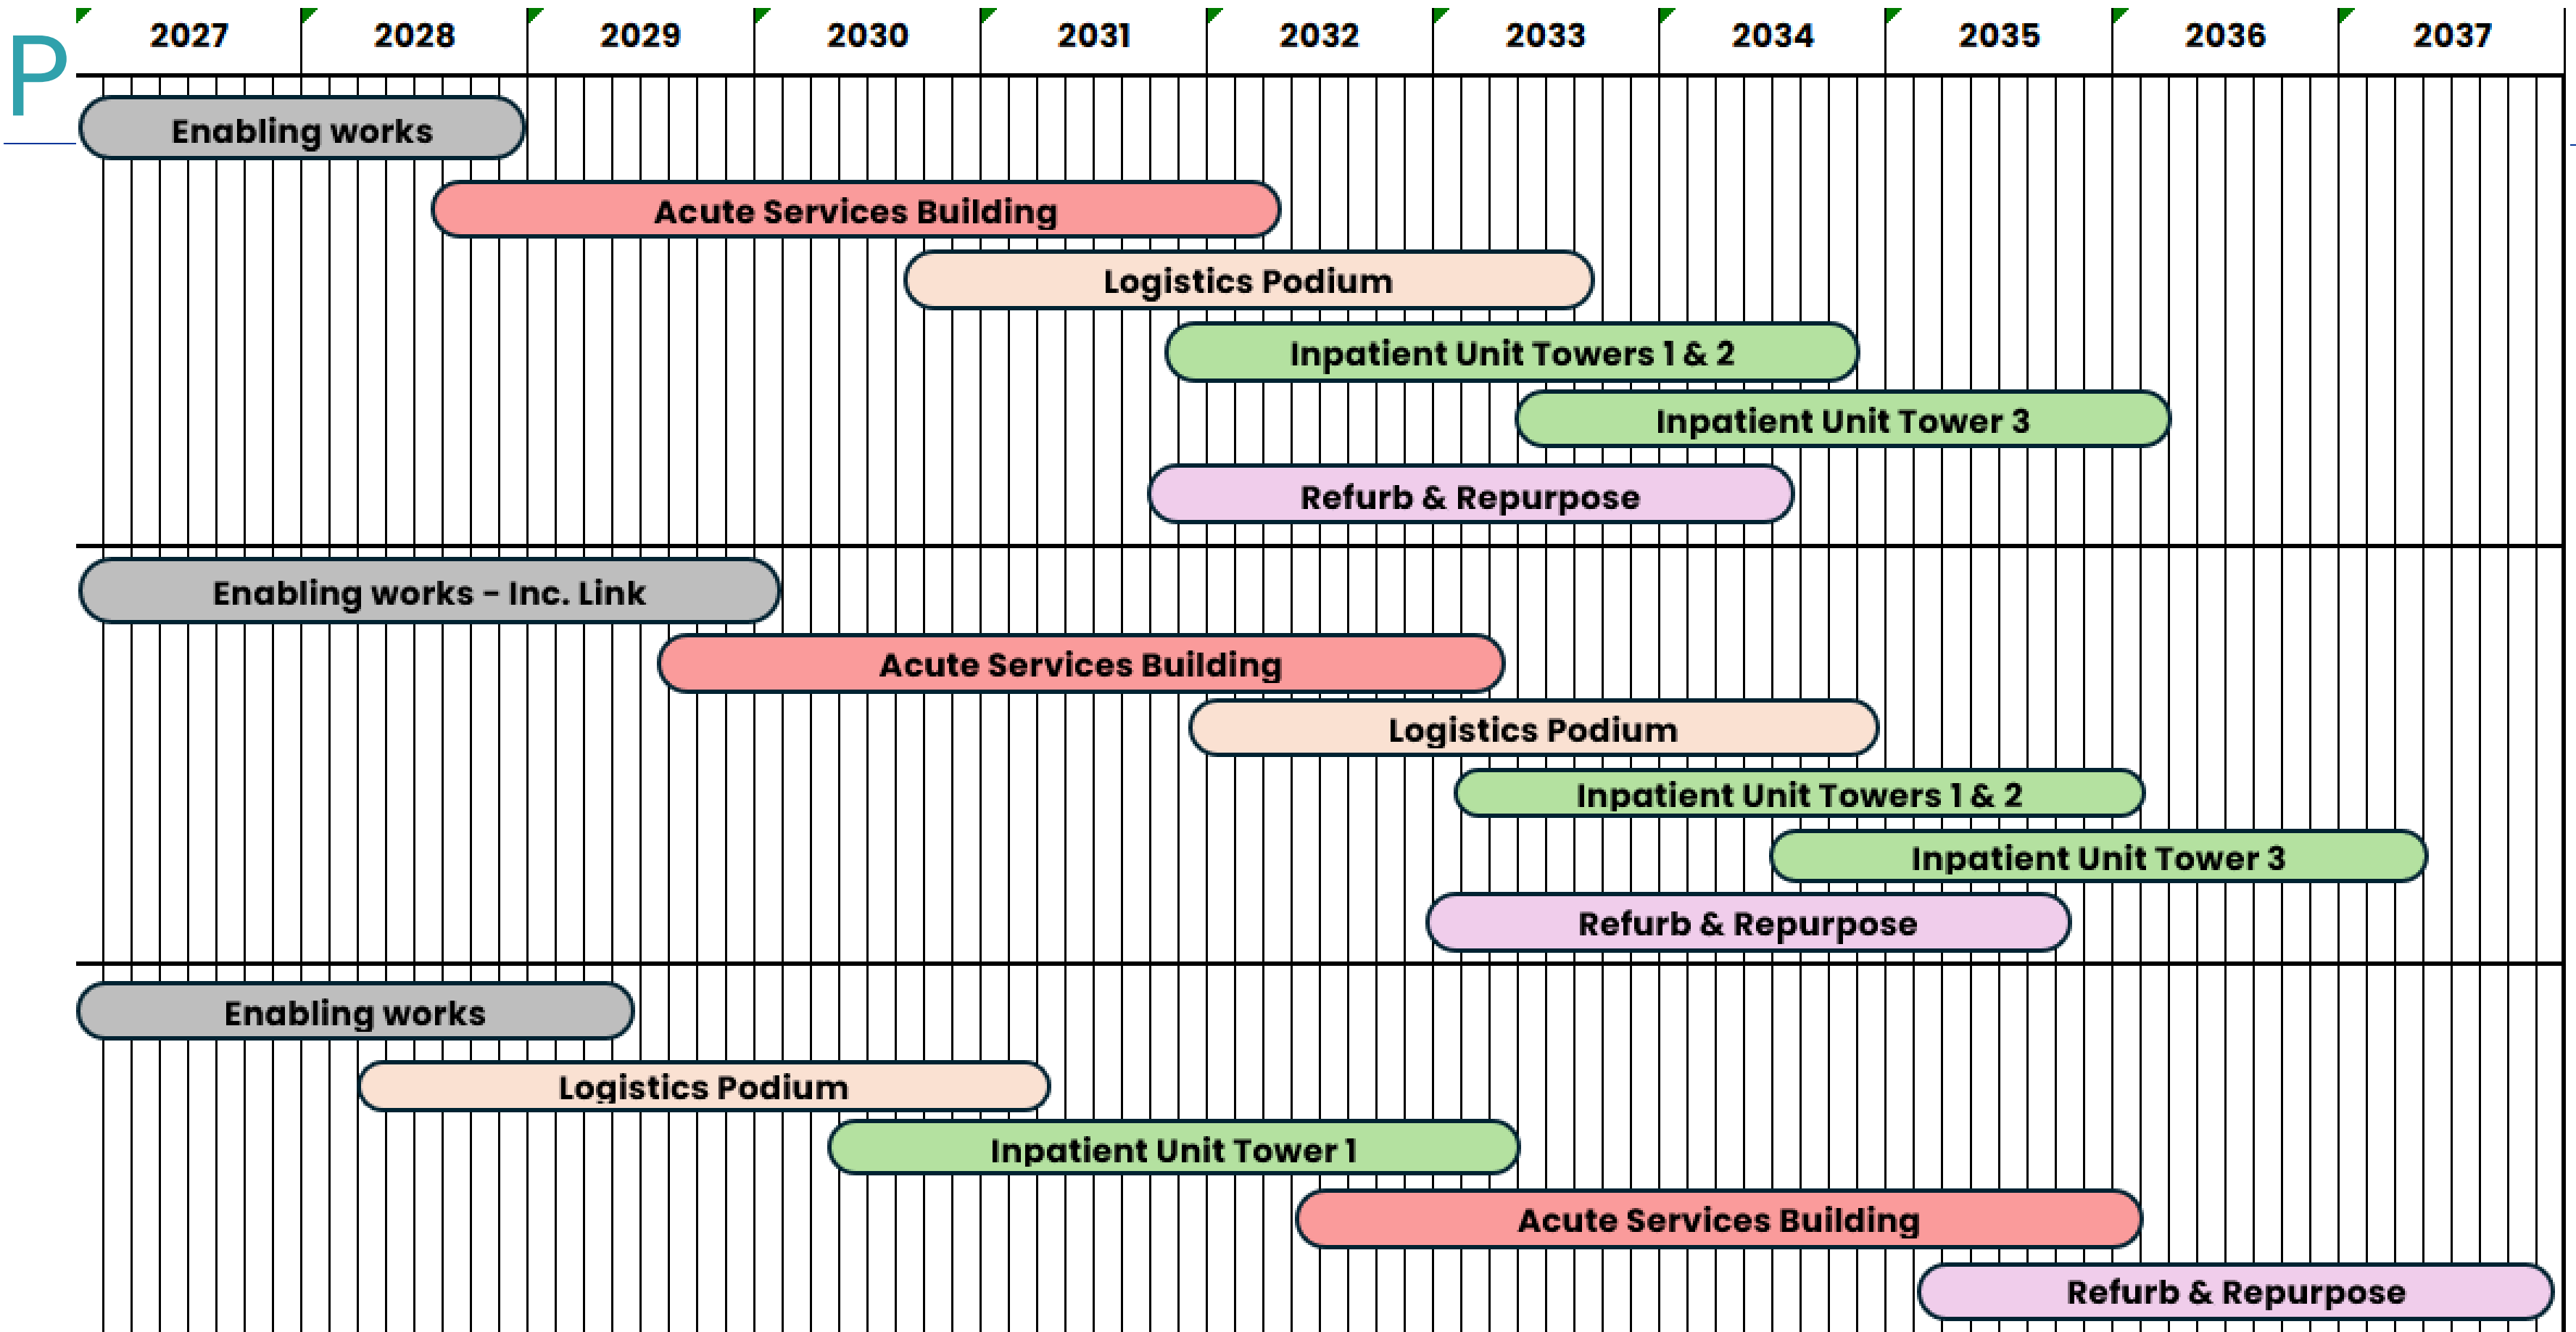 2027 2028 2029 2030 2031 2032 2033 2034 2035 2036 2037
P
Enabling works
Acute Services Building
Logistics Podium
Inpatient Unit Towers 1 & 2
Inpatient Unit Tower 3
Refurb & Repurpose
Enabling works - Inc. Link
Acute Services Building
Logistics Podium
Inpatient Unit Towers 1 & 2
Inpatient Unit Tower 3
Refurb & Repurpose
Enabling works
Logistics Podium
Inpatient Unit Tower 1
Acute Services Building
Refurb & Repurpose